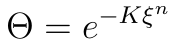 Θ = e^{-Kξ^n}